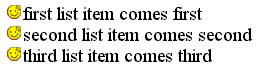 first list item comes first
second list item comes second
third list item comes third